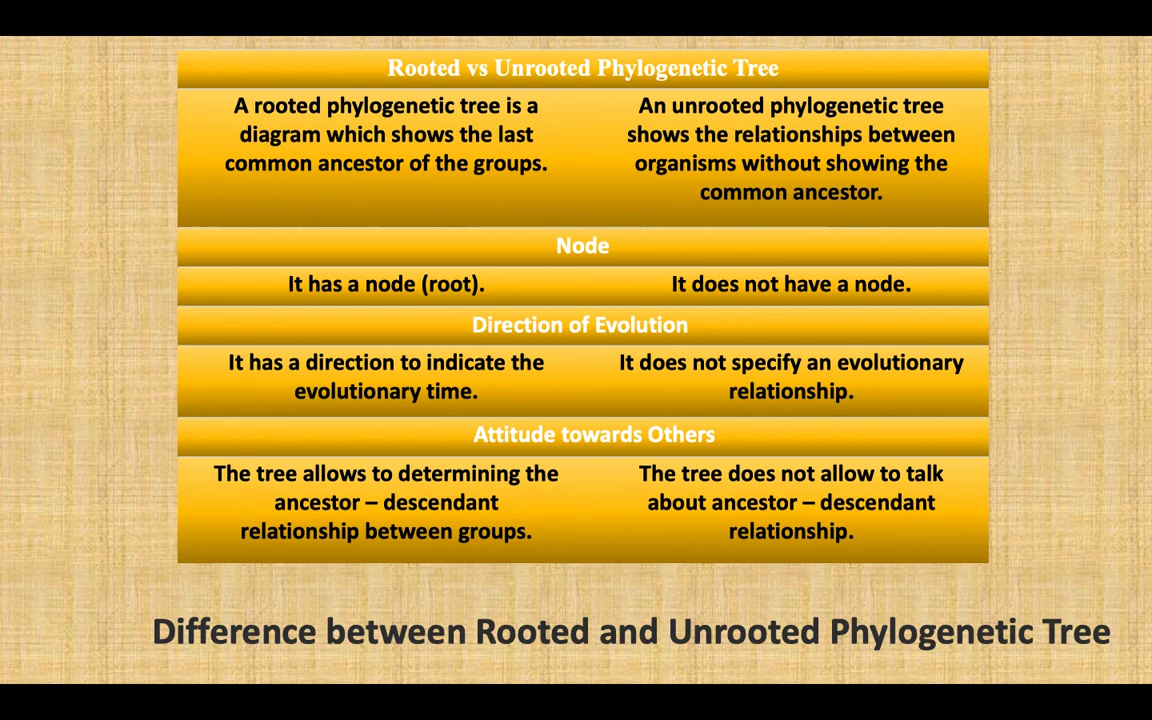 Rooted vs Unrooted Phylogenetic Tree
A rooted phylogenetic tree is a
diagram which shows the last
common ancestor of the groups.
An unrooted phylogenetic tree
shows the relationships between
organisms without showing the
common ancestor.
Node
It has a node (root).
It does not have a node.
Direction of Evolution
It has a direction to indicate the
evolutionary time.
It does not specify an evolutionary
relationship.
Attitude towards Others
The tree allows to determining the
ancestor – descendant
relationship between groups.
The tree does not allow to talk
about ancestor – descendant
relationship.
Difference between Rooted and Unrooted Phylogenetic Tree